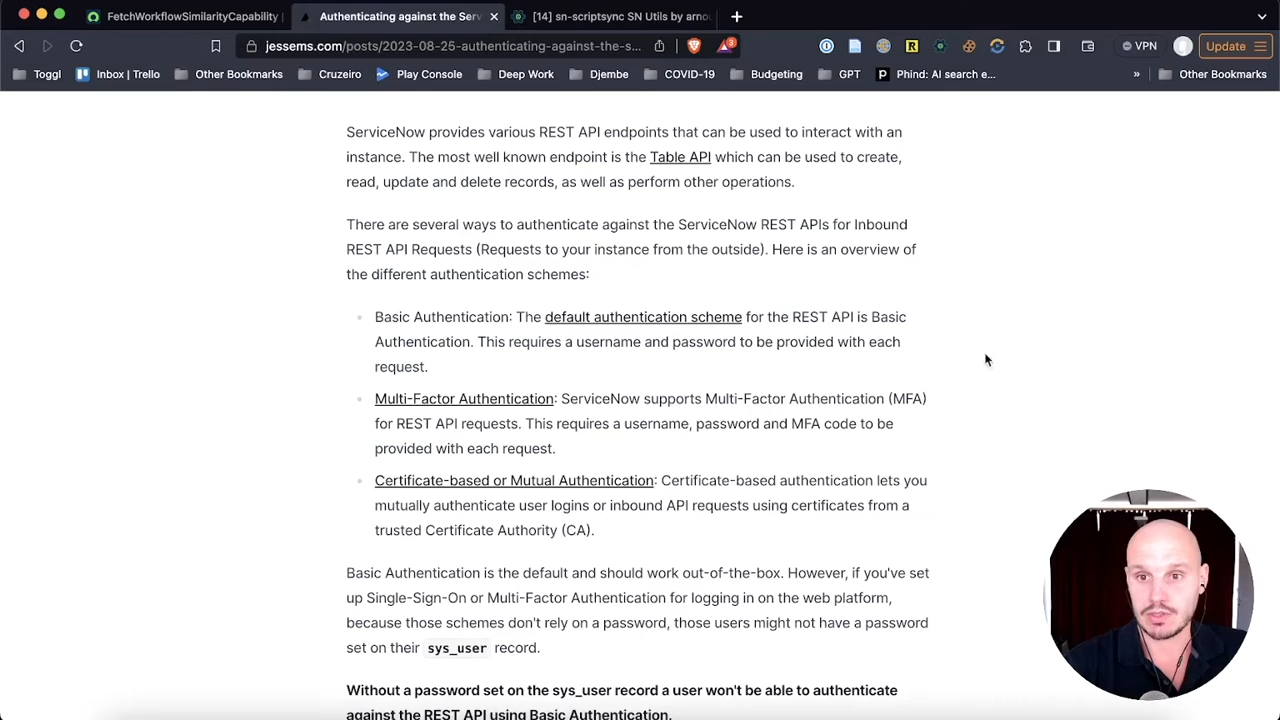 FetchWorkflowSimilarityCapability
Authenticating against the Serv
[14] sn-scriptsync SN Utils by arnou
jessems.com/posts/2023-08-25-authenticating-against-the-s...
3
VPN
Update
Toggl
Inbox | Trello
Other Bookmarks
Cruzeiro
Play Console
Deep Work
Djembe
COVID-19
Budgeting
GPT
Phind: AI search e...
»
Other Bookmarks
ServiceNow provides various REST API endpoints that can be used to interact with an
instance. The most well known endpoint is the Table API which can be used to create,
read, update and delete records, as well as perform other operations.
There are several ways to authenticate against the ServiceNow REST APIs for Inbound
REST API Requests (Requests to your instance from the outside). Here is an overview of
the different authentication schemes:
Basic Authentication: The default authentication scheme for the REST API is Basic
Authentication. This requires a username and password to be provided with each
request.
Multi-Factor Authentication: ServiceNow supports Multi-Factor Authentication (MFA)
for REST API requests. This requires a username, password and MFA code to be
provided with each request.
Certificate-based or Mutual Authentication: Certificate-based authentication lets you
mutually authenticate user logins or inbound API requests using certificates from a
trusted Certificate Authority (CA).
Basic Authentication is the default and should work out-of-the-box. However, if you've set
up Single-Sign-On or Multi-Factor Authentication for logging in on the web platform,
because those schemes don't rely on a password, those users might not have a password
set on their sys_user record.
Without a password set on the sys_user record a user won't be able to authenticate
against the REST API using Basic Authentication.